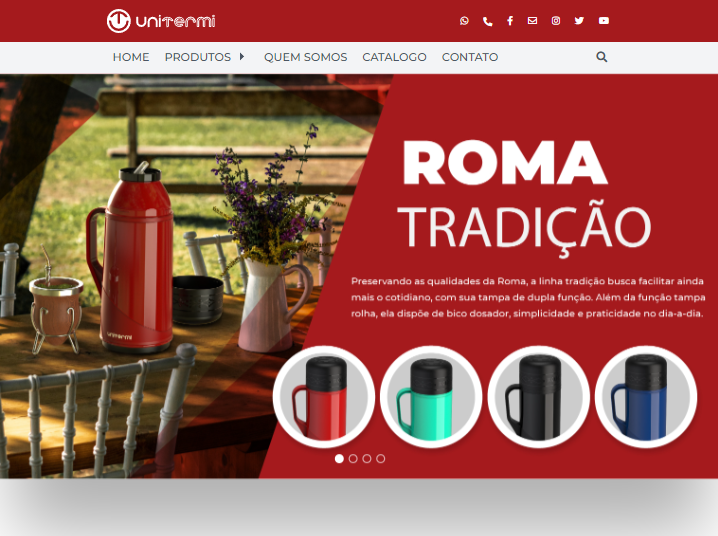 UNITERMI
HOME PRODUTOS QUEM SOMOS CATALOGO CONTATO
ROMA
TRADIÇÃO
Preservando as qualidades da Roma, a linha tradição busca facilitar ainda
mais o cotidiano, com sua tampa de dupla função. Além da função tampa
rolha, ela dispõe de bico dosador, simplicidade e praticidade no dia-a-dia.
UNITERMI